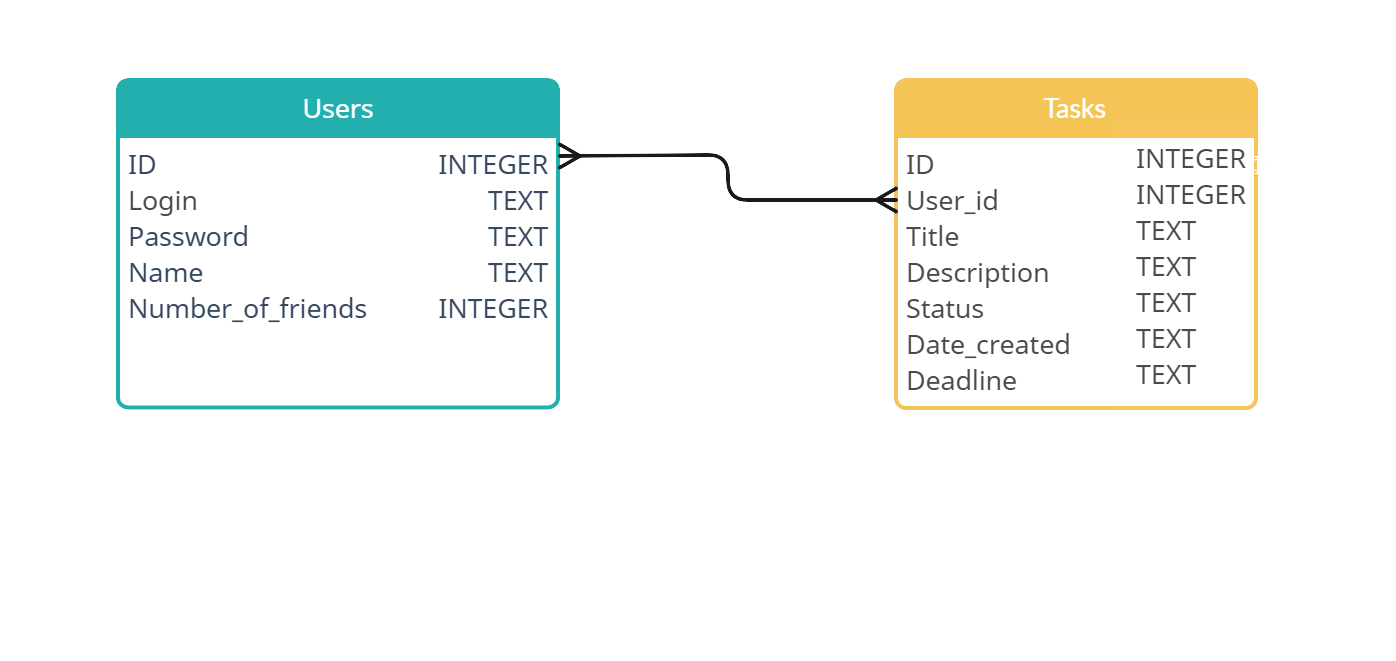 Users
ID INTEGER
Login TEXT
Password TEXT
Name TEXT
Number_of_friends INTEGER
Tasks
ID INTEGER
User_id INTEGER
Title TEXT
Description TEXT
Status TEXT
Date_created TEXT
Deadline TEXT